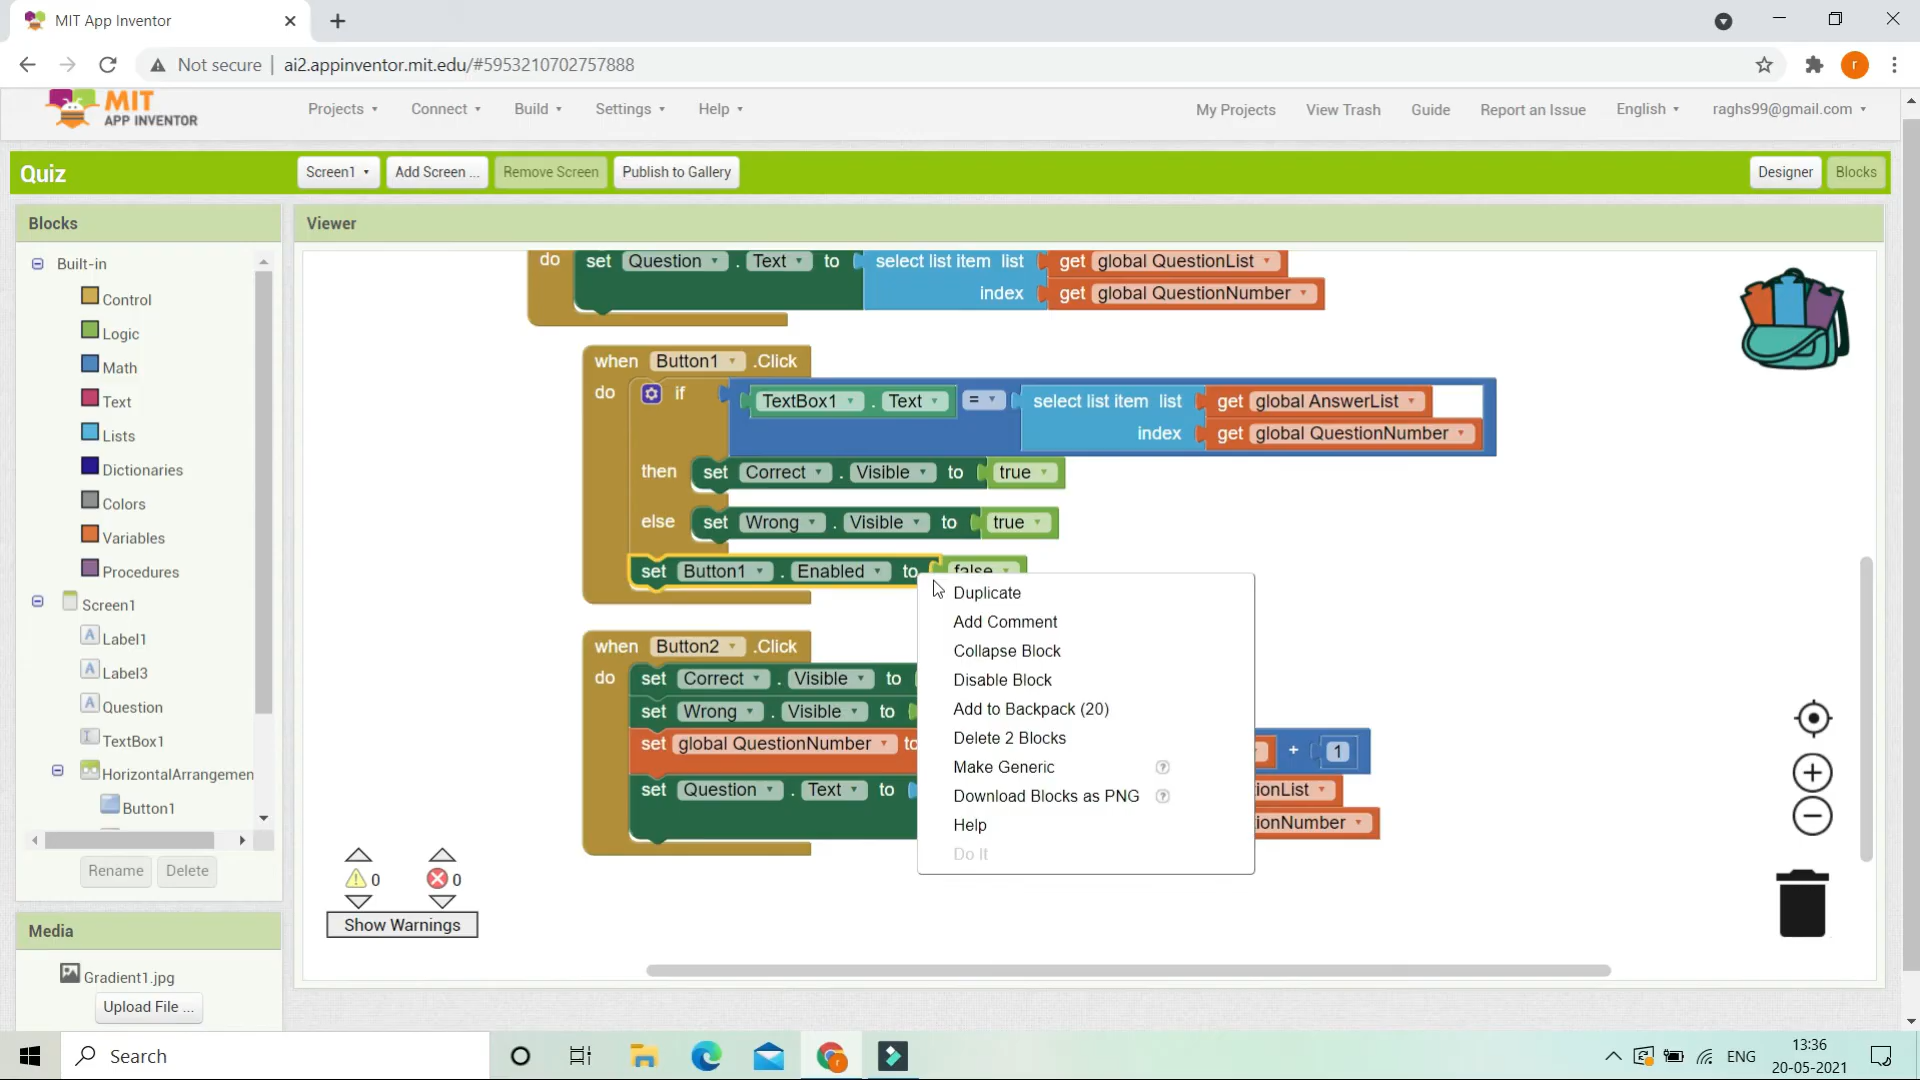 MIT App Inventor
Not secure
ai2.appinventor.mit.edu/#5953210702757888
r
MIT
APP INVENTOR
Projects
Connect
Build
Settings
Help
My Projects
View Trash
Guide
Report an Issue
English
raghs99@gmail.com
Quiz
Screen1
Add Screen ...
Remove Screen
Publish to Gallery
Designer
Blocks
Blocks
Built-in
Control
Logic
Math
Text
Lists
Dictionaries
Colors
Variables
Procedures
Screen1
Label1
Label3
Question
TextBox1
HorizontalArrangemen
Button1
Rename
Delete
Media
Gradient1.jpg
Upload File ...
Viewer
do set Question . Text to select list item list get global QuestionList
index get global QuestionNumber
when Button1 .Click
do if TextBox1 . Text = select list item list get global AnswerList
index get global QuestionNumber
then set Correct . Visible to true
else set Wrong . Visible to true
set Button1 . Enabled to false
when Button2 .Click
do set Correct . Visible to
set Wrong . Visible to
set global QuestionNumber to + 1
set Question . Text to ionList
ionNumber
Duplicate
Add Comment
Collapse Block
Disable Block
Add to Backpack (20)
Delete 2 Blocks
Make Generic ?
Download Blocks as PNG ?
Help
Do It
0 0
Show Warnings
Search
ENG
13:36
20-05-2021